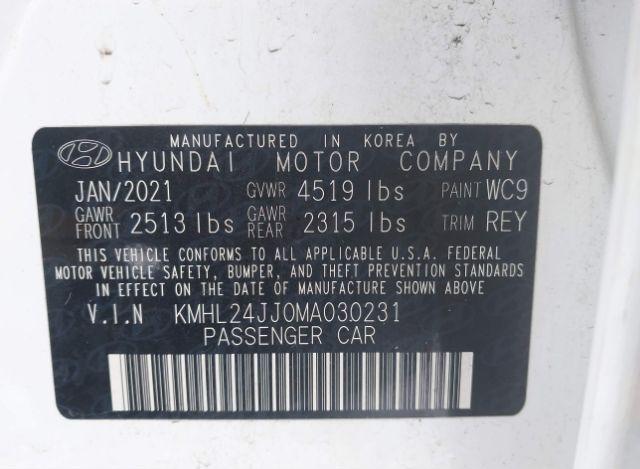 MANUFACTURED IN KOREA BY
HYUNDAI MOTOR COMPANY
JAN/2021 GVWR 4519 lbs PAINT WC9
GAWR FRONT 2513 lbs GAWR REAR 2315 lbs TRIM REY
THIS VEHICLE CONFORMS TO ALL APPLICABLE U.S.A. FEDERAL
MOTOR VEHICLE SAFETY, BUMPER, AND THEFT PREVENTION STANDARDS
IN EFFECT ON THE DATE OF MANUFACTURE SHOWN ABOVE
V.I.N KMHL24JJ0MA030231
PASSENGER CAR